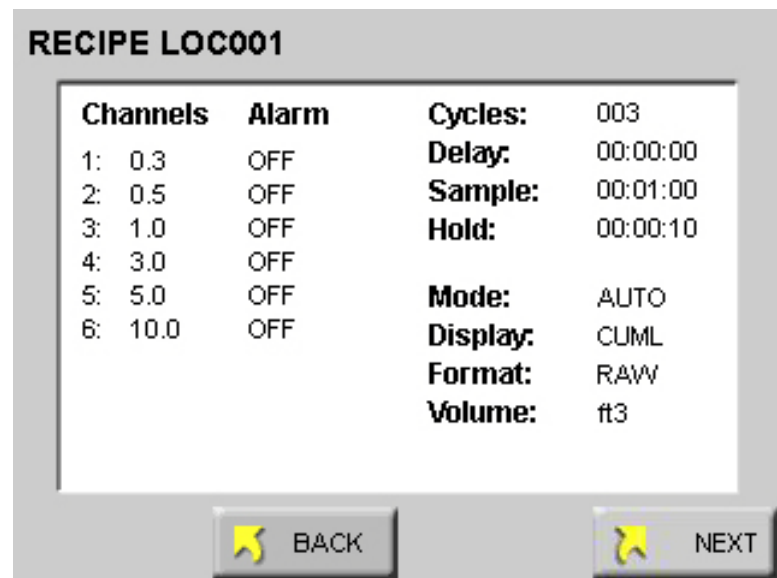 RECIPE LOC001
Channels Alarm
1: 0.3 OFF
2: 0.5 OFF
3: 1.0 OFF
4: 3.0 OFF
5: 5.0 OFF
6: 10.0 OFF
Cycles: 003
Delay: 00:00:00
Sample: 00:01:00
Hold: 00:00:10
Mode: AUTO
Display: CUML
Format: RAW
Volume: ft3
BACK
NEXT